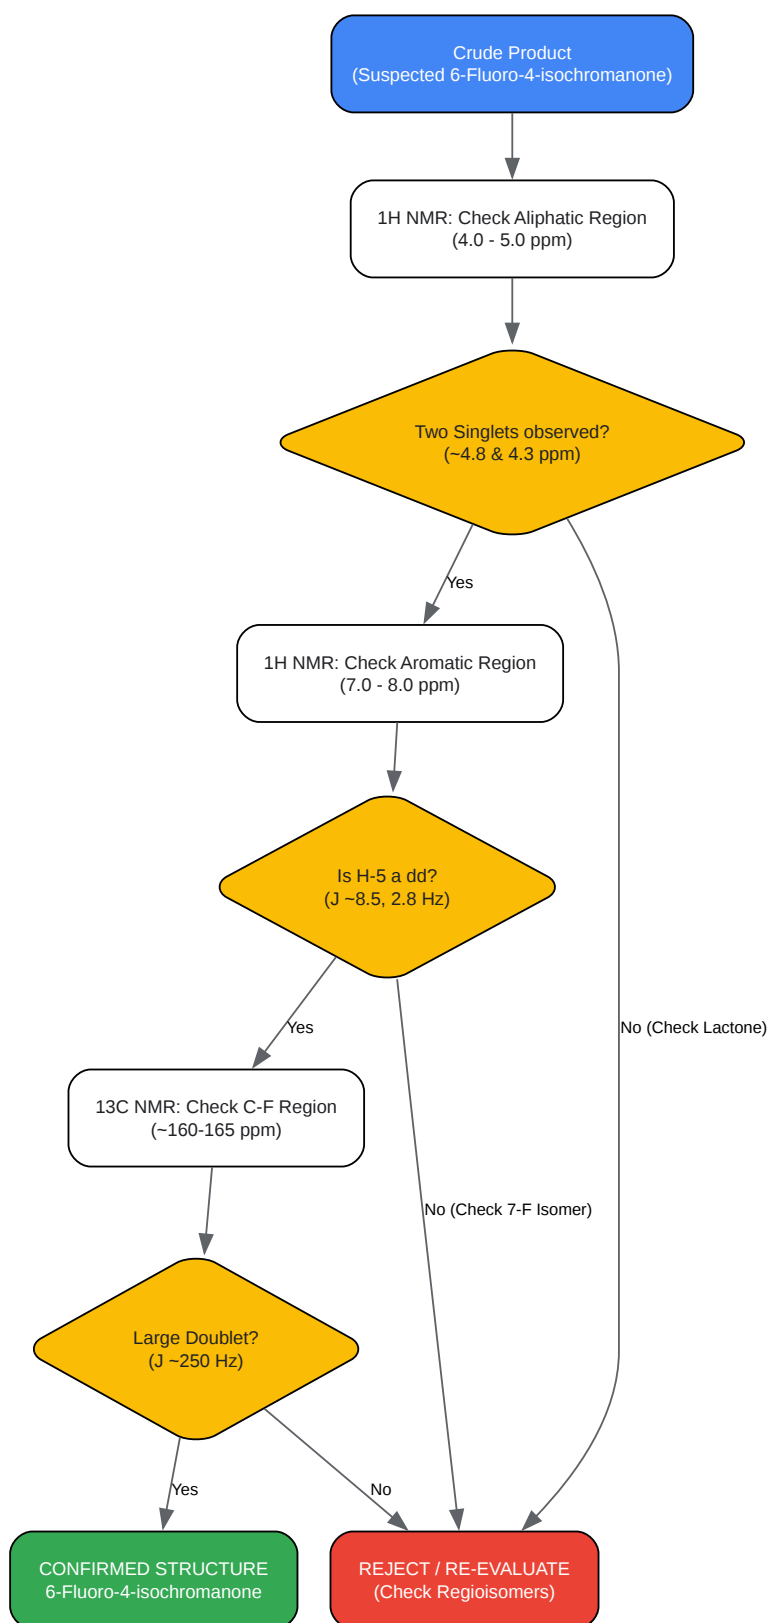 Crude Product
(Suspected 6-Fluoro-4-isochromanone)
1H NMR: Check Aliphatic Region
(4.0 - 5.0 ppm)
Two Singlets observed?
(~4.8 & 4.3 ppm)
Yes
1H NMR: Check Aromatic Region
(7.0 - 8.0 ppm)
Is H-5 a dd?
(J ~8.5, 2.8 Hz)
Yes
No (Check Lactone)
13C NMR: Check C-F Region
(~160-165 ppm)
No (Check 7-F Isomer)
Large Doublet?
(J ~250 Hz)
Yes
No
CONFIRMED STRUCTURE
6-Fluoro-4-isochromanone
REJECT / RE-EVALUATE
(Check Regioisomers)